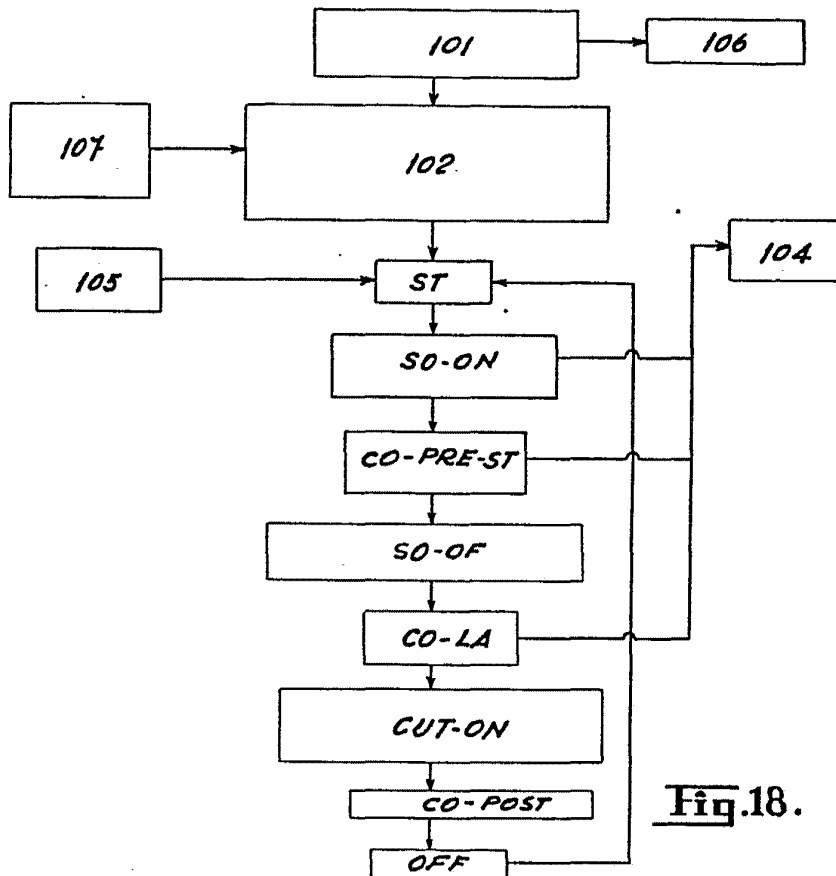 101
106
107
102
105
ST
104
SO-ON
CO-PRE-ST
SO-OF
CO-LA
CUT-ON
CO-POST
OFF
Fig.18.